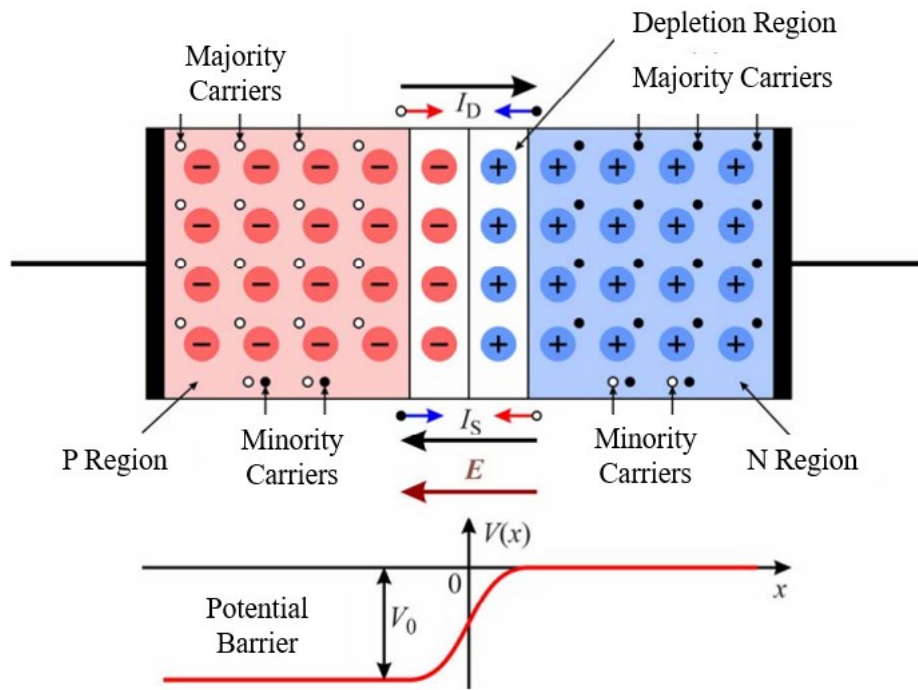 Depletion Region
Majority
Carriers
Majority Carriers
I_D
I_S
E
P Region
Minority
Carriers
Minority
Carriers
N Region
V(x)
0
x
Potential
Barrier
V_0